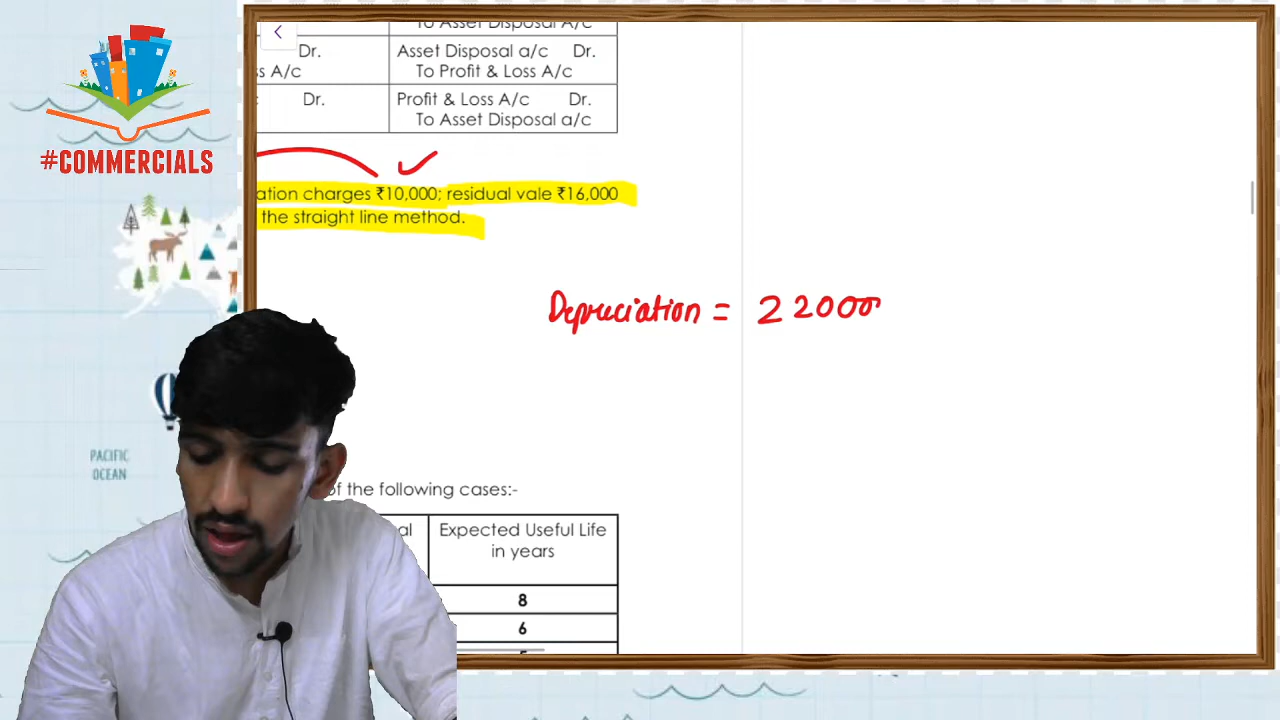 To Asset Disposal A/c
Dr.
Asset Disposal a/c Dr.
ss A/c
To Profit & Loss A/c
Dr.
Profit & Loss A/c Dr.
To Asset Disposal a/c
#COMMERCIALS
ation charges ₹10,000; residual vale ₹16,000
the straight line method.
Depreciation = 22000
PACIFIC
OCEAN
of the following cases:-
al
Expected Useful Life
in years
8
6